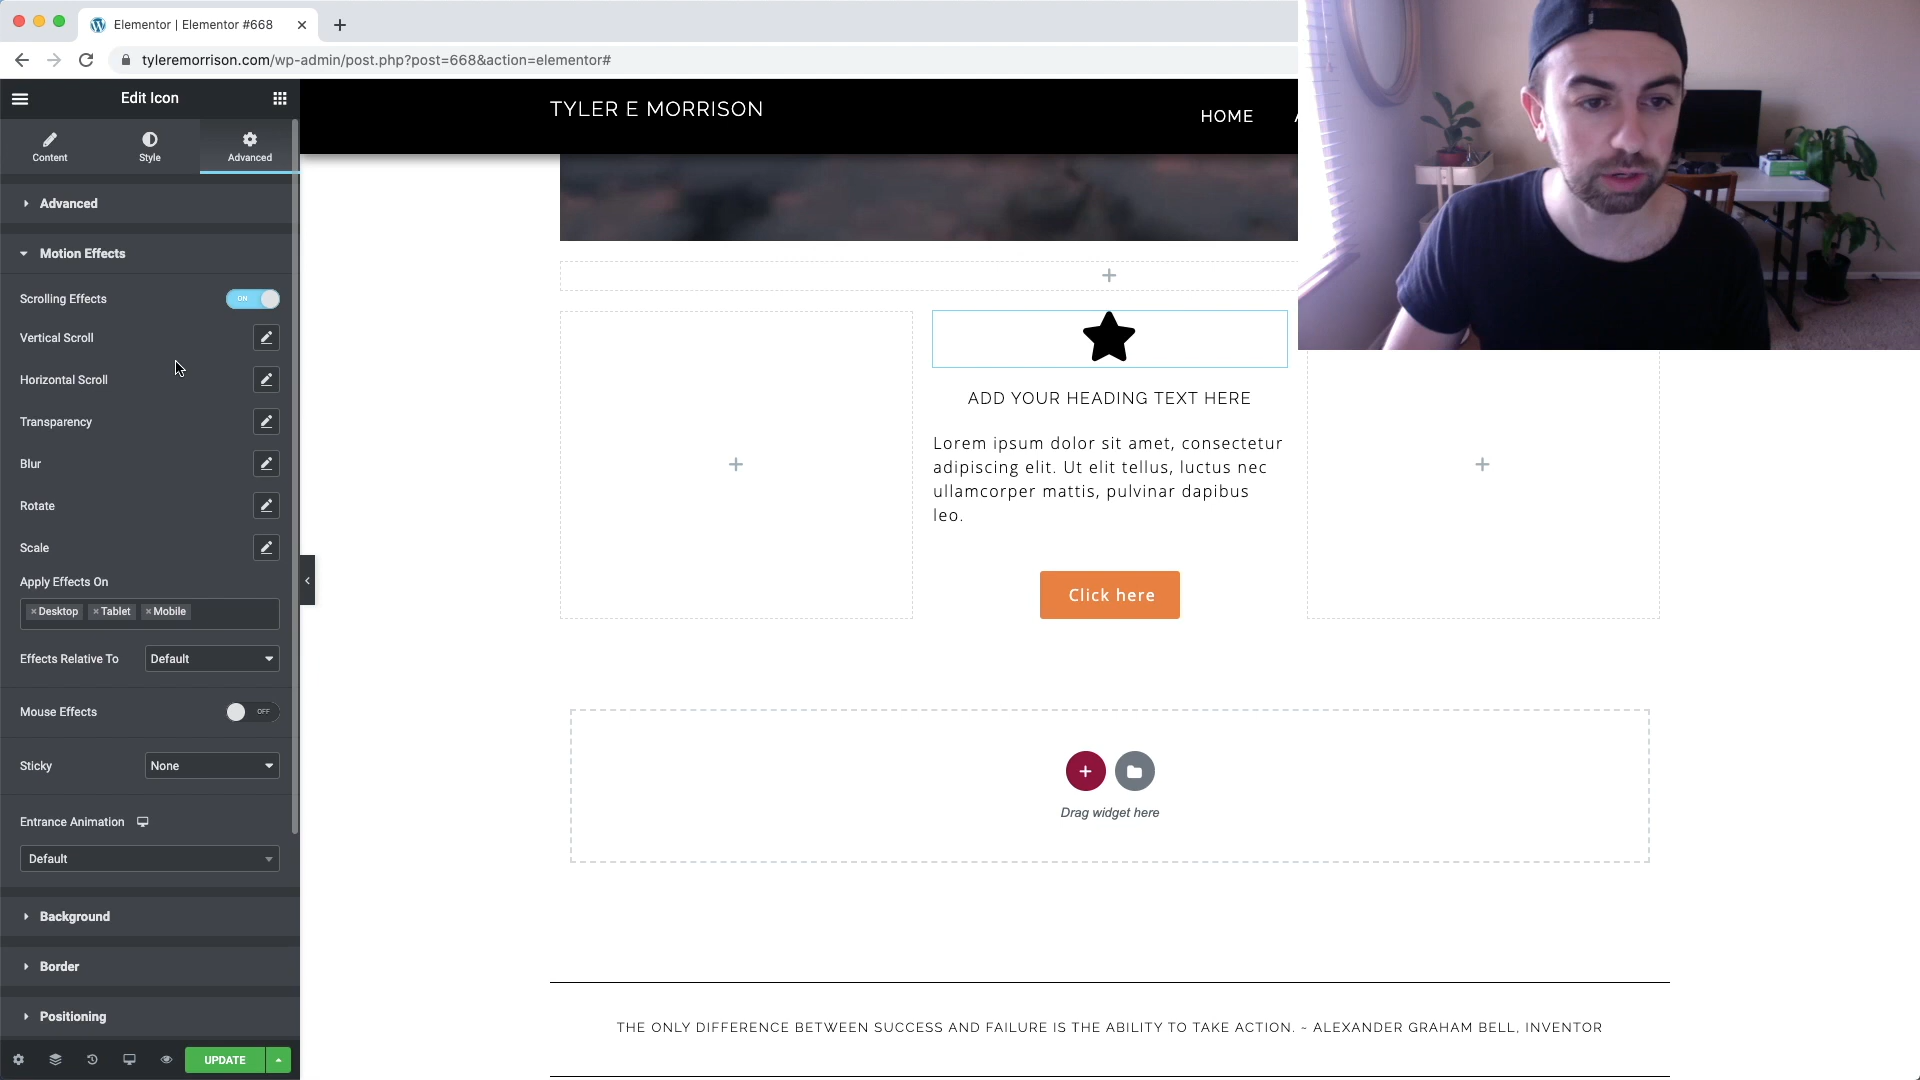 Elementor | Elementor #668
tyleremorrison.com/wp-admin/post.php?post=668&action=elementor#
Edit Icon
Content
Style
Advanced
Advanced
Motion Effects
Scrolling Effects
ON
Vertical Scroll
Horizontal Scroll
Transparency
Blur
Rotate
Scale
Apply Effects On
×Desktop ×Tablet ×Mobile
Effects Relative To
Default
Mouse Effects
OFF
Sticky
None
Entrance Animation
Default
Background
Border
Positioning
UPDATE
TYLER E MORRISON
HOME
ADD YOUR HEADING TEXT HERE
Lorem ipsum dolor sit amet, consectetur
adipiscing elit. Ut elit tellus, luctus nec
ullamcorper mattis, pulvinar dapibus
leo.
Click here
Drag widget here
THE ONLY DIFFERENCE BETWEEN SUCCESS AND FAILURE IS THE ABILITY TO TAKE ACTION. ~ ALEXANDER GRAHAM BELL, INVENTOR